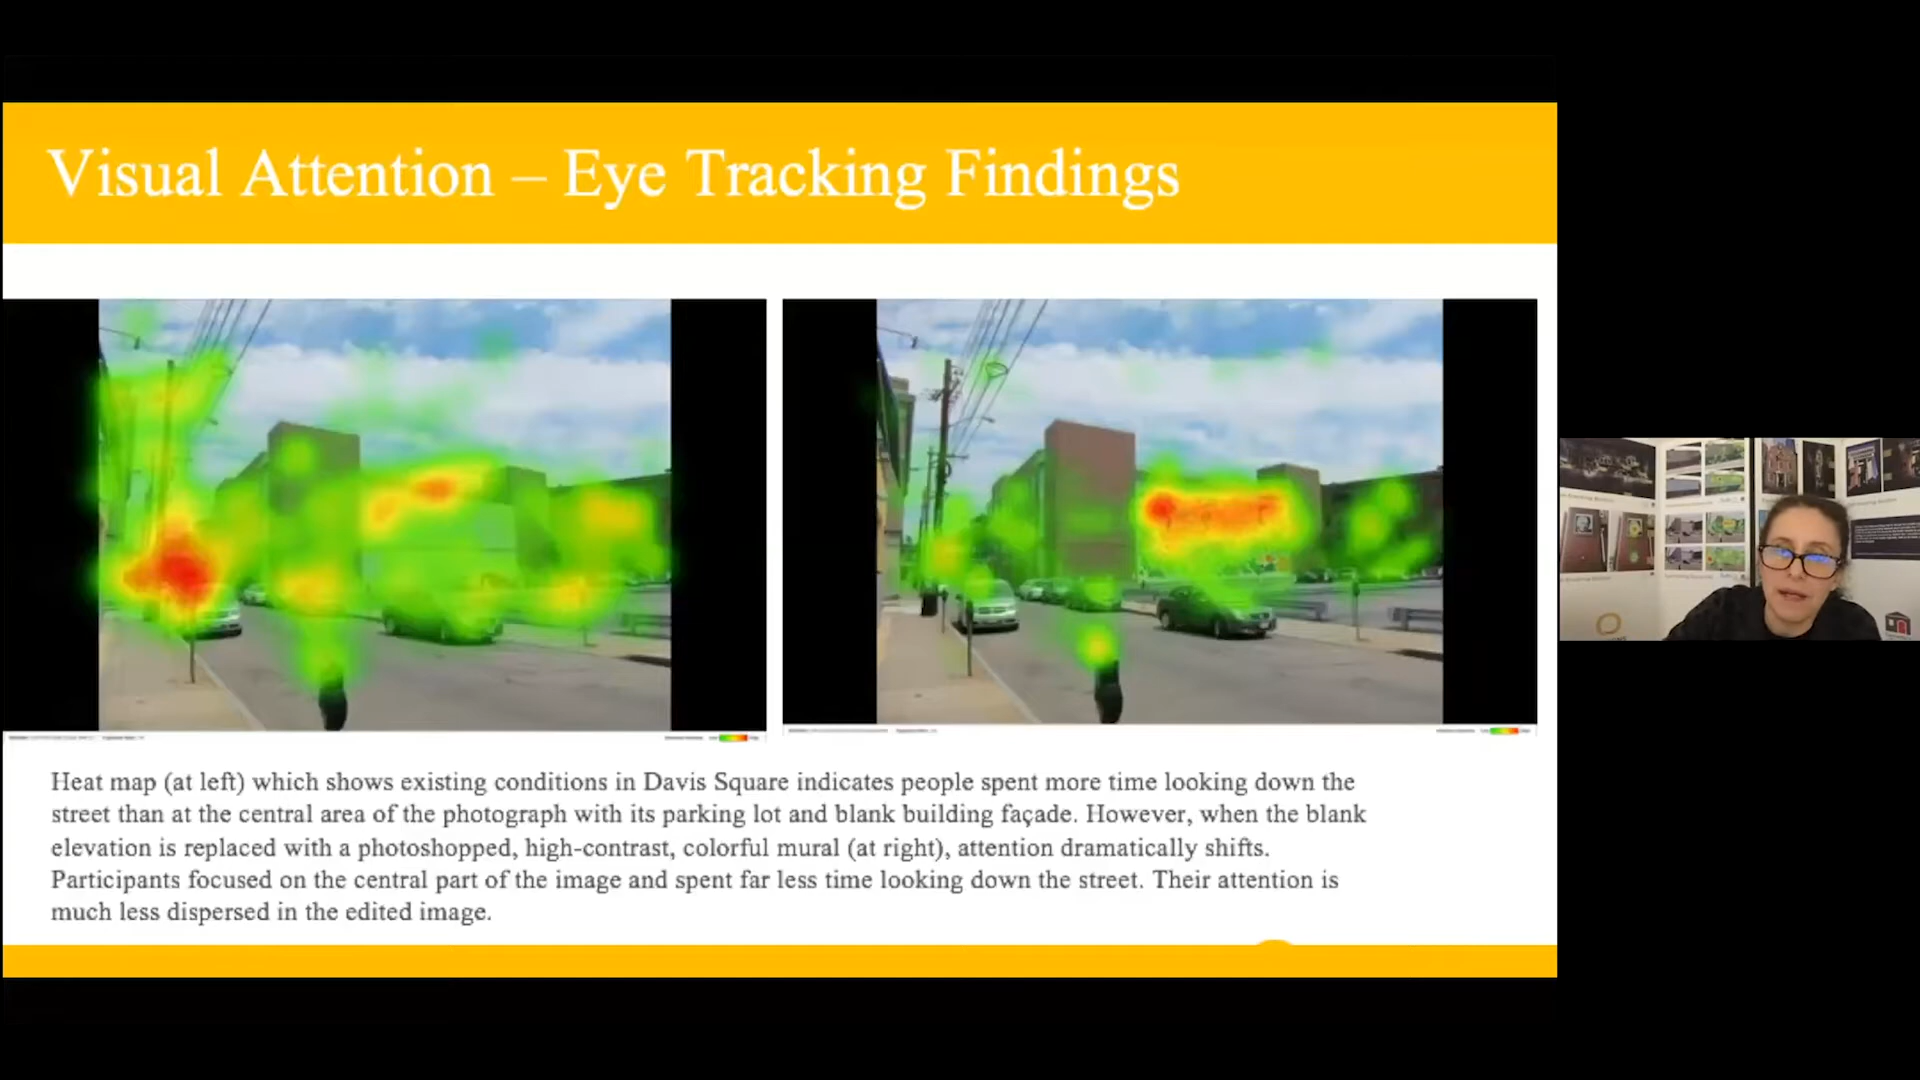 Visual Attention – Eye Tracking Findings
Heat map (at left) which shows existing conditions in Davis Square indicates people spent more time looking down the
street than at the central area of the photograph with its parking lot and blank building façade. However, when the blank
elevation is replaced with a photoshopped, high-contrast, colorful mural (at right), attention dramatically shifts.
Participants focused on the central part of the image and spent far less time looking down the street. Their attention is
much less dispersed in the edited image.